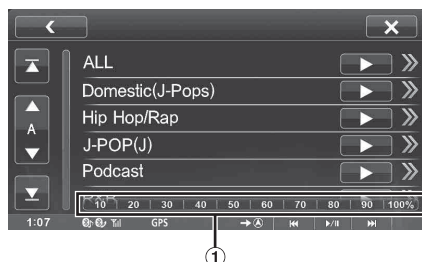 ALL
Domestic(J-Pops)
Hip Hop/Rap
A
J-POP(J)
Podcast
R&B
10 20 30 40 50 60 70 80 90 100%
1:07 GPS
1